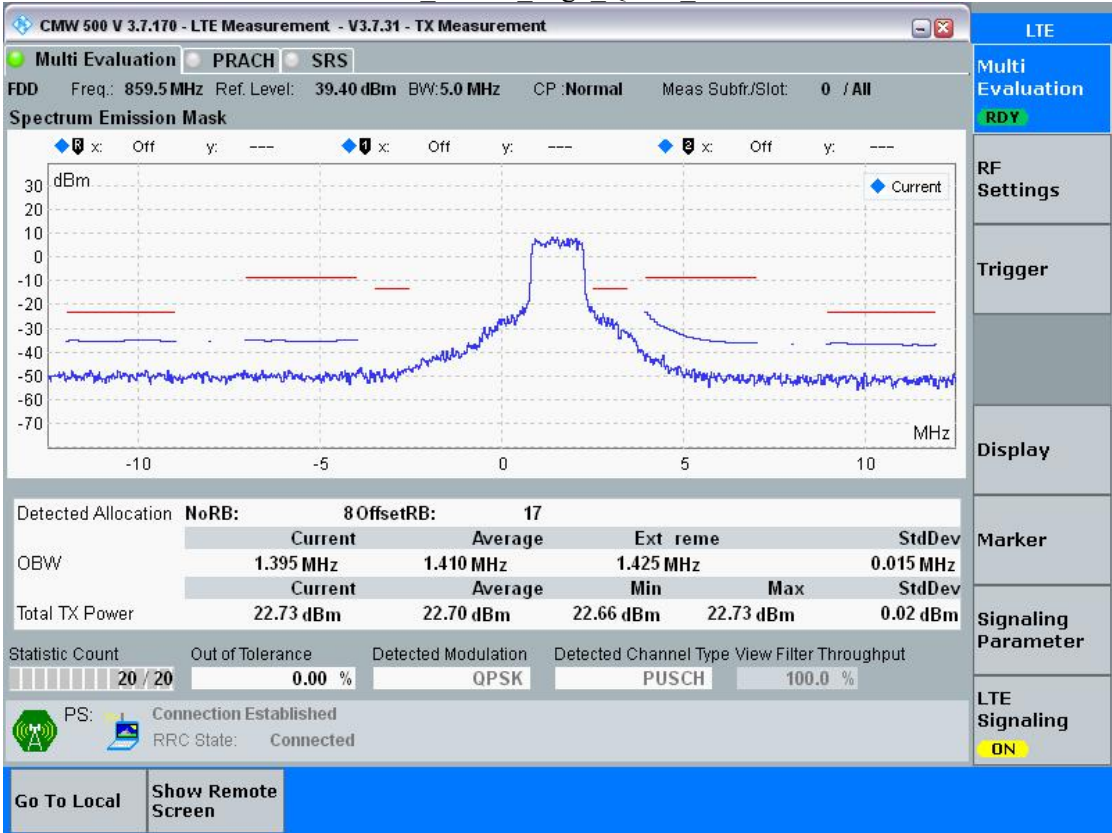 CMW 500 V 3.7.170 - LTE Measurement - V3.7.31 - TX Measurement
LTE
Multi Evaluation PRACH SRS
Multi Evaluation
RDY
FDD Freq.: 859.5 MHz Ref. Level: 39.40 dBm BW: 5.0 MHz CP : Normal Meas Subfr./Slot: 0 / All
Spectrum Emission Mask
R x: Off y: --- 1 x: Off y: --- 2 x: Off y: ---
dBm
Current
30
20
10
0
-10
-20
-30
-40
-50
-60
-70
MHz
-10 -5 0 5 10
RF Settings
Trigger
Display
Marker
Signaling Parameter
LTE Signaling
ON
Detected Allocation NoRB: 8 OffsetRB: 17
Current Average Ext reme StdDev
OBW 1.395 MHz 1.410 MHz 1.425 MHz 0.015 MHz
Current Average Min Max StdDev
Total TX Power 22.73 dBm 22.70 dBm 22.66 dBm 22.73 dBm 0.02 dBm
Statistic Count Out of Tolerance Detected Modulation Detected Channel Type View Filter Throughput
20 / 20 0.00 % QPSK PUSCH 100.0 %
PS: Connection Established
RRC State: Connected
Go To Local Show Remote Screen